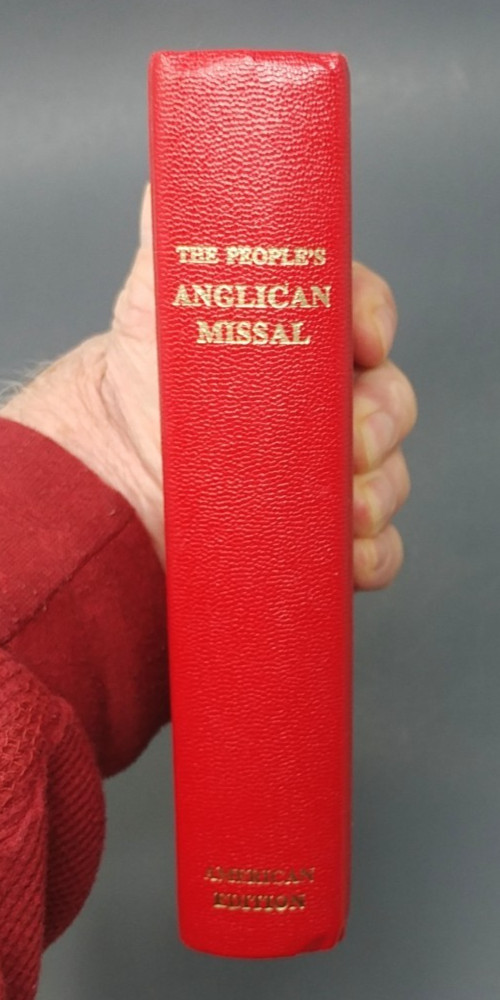 THE PEOPLE'S
ANGLICAN
MISSAL
AMERICAN
EDITION